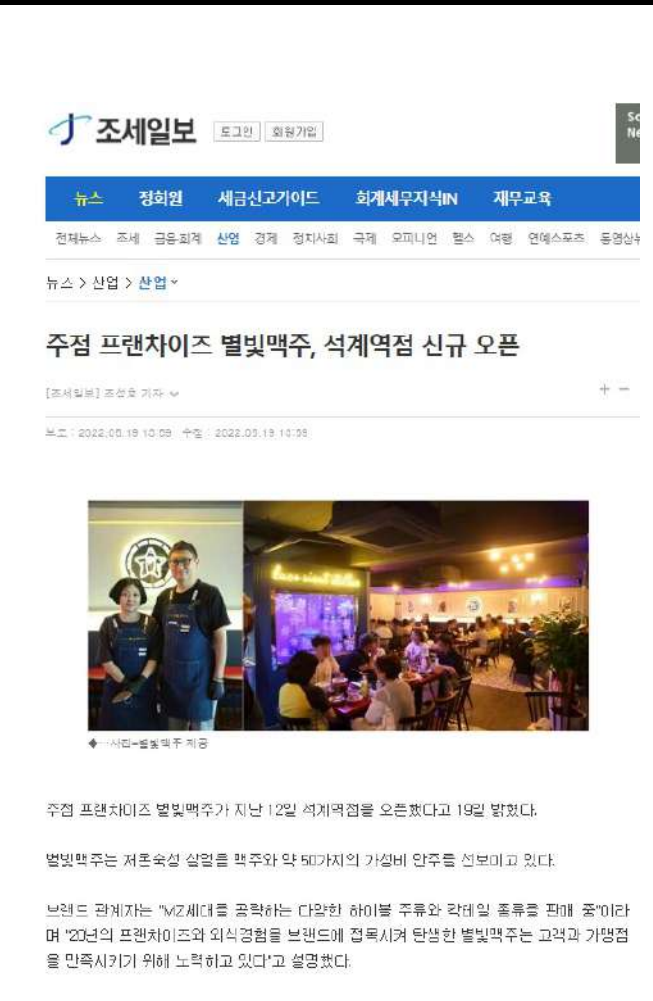 조세일보 로그인 회원가입
뉴스 정회원 세금신고가이드 회계세무지식IN 재무교육
전체뉴스 조세 금융·회계 산업 경제 정치사회 국제 오피니언 헬스 여행 연예스포츠 동영상뉴
뉴스 > 산업 > 산업
주점 프랜차이즈 별빛맥주, 석계역점 신규 오픈
[조세일보] 기자
+ -
◆…사진=별빛맥주 제공
주점 프랜차이즈 별빛맥주가 지난 12일 석계역점을 오픈했다고 19일 밝혔다.
별빛맥주는 저온숙성 살얼음 맥주와 약 50가지의 가성비 안주를 선보이고 있다.
브랜드 관계자는 "MZ세대를 공략하는 다양한 하이볼 주류와 칵테일 종류를 판매 중"이라
며 "20년의 프랜차이즈와 외식경험을 브랜드에 접목시켜 탄생한 별빛맥주는 고객과 가맹점
을 만족시키기 위해 노력하고 있다"고 설명했다.